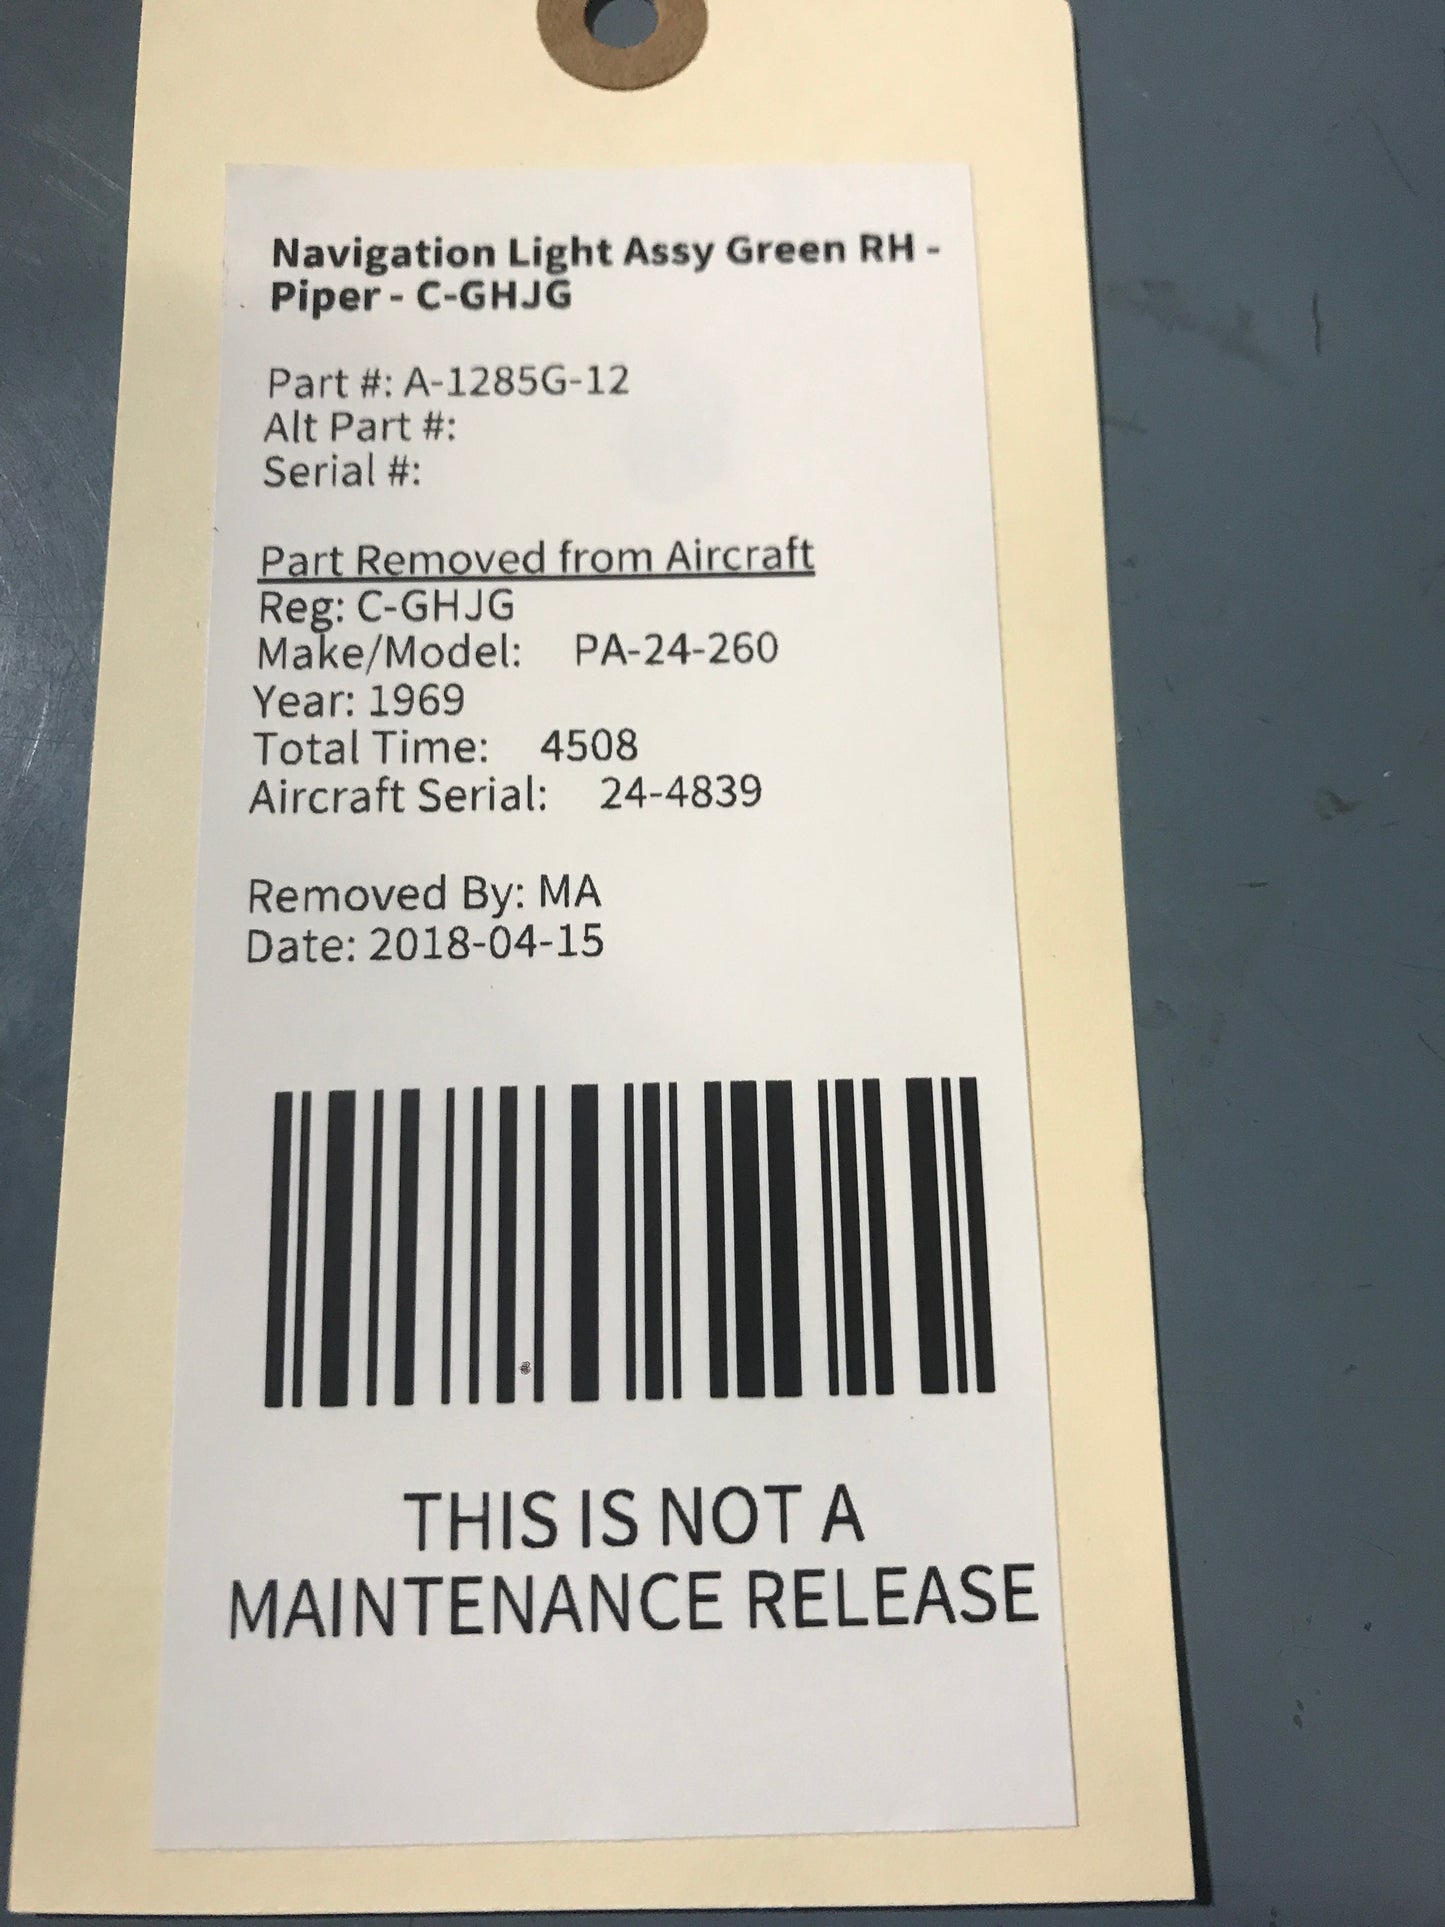 Navigation Light Assy Green RH -
Piper - C-GHJG
Part #: A-1285G-12
Alt Part #:
Serial #:
Part Removed from Aircraft
Reg: C-GHJG
Make/Model: PA-24-260
Year: 1969
Total Time: 4508
Aircraft Serial: 24-4839
Removed By: MA
Date: 2018-04-15
THIS IS NOT A
MAINTENANCE RELEASE